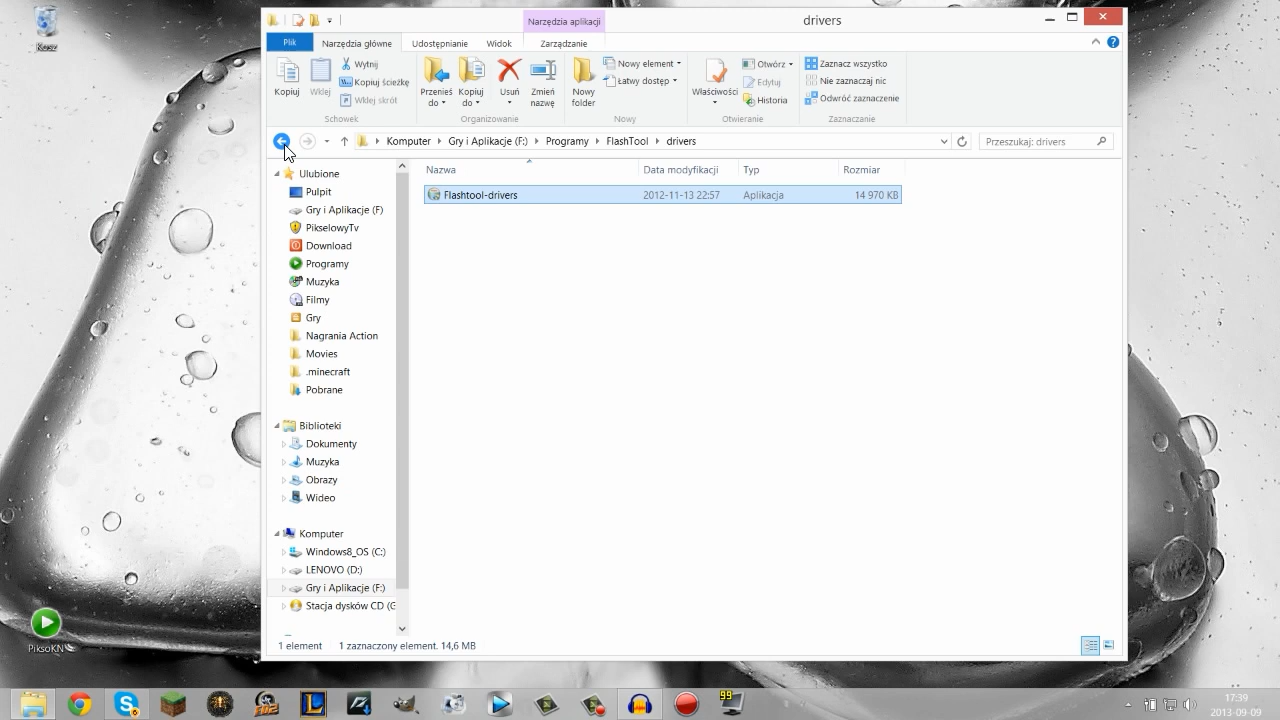 Kosz
PiksoKN
Narzędzia aplikacji
drivers
Plik
Narzędzia główne
Udostępnianie
Widok
Zarządzanie
Kopiuj
Wklej
Wytnij
Kopiuj ścieżkę
Wklej skrót
Schowek
Przenieś do
Kopiuj do
Usuń
Zmień nazwę
Organizowanie
Nowy folder
Nowy element
Łatwy dostęp
Nowy
Właściwości
Otwórz
Edytuj
Historia
Otwieranie
Zaznacz wszystko
Nie zaznaczaj nic
Odwróć zaznaczenie
Zaznaczanie
Komputer Gry i Aplikacje (F:) Programy FlashTool drivers
Przeszukaj: drivers
Nazwa Data modyfikacji Typ Rozmiar
Flashtool-drivers 2012-11-13 22:57 Aplikacja 14 970 KB
Ulubione
Pulpit
Gry i Aplikacje (F)
PikselowyTv
Download
Programy
Muzyka
Filmy
Gry
Nagrania Action
Movies
.minecraft
Pobrane
Biblioteki
Dokumenty
Muzyka
Obrazy
Wideo
Komputer
Windows8_OS (C:)
LENOVO (D:)
Gry i Aplikacje (F:)
Stacja dysków CD (G
1 element 1 zaznaczony element. 14,6 MB
99
17:39
2013-09-09